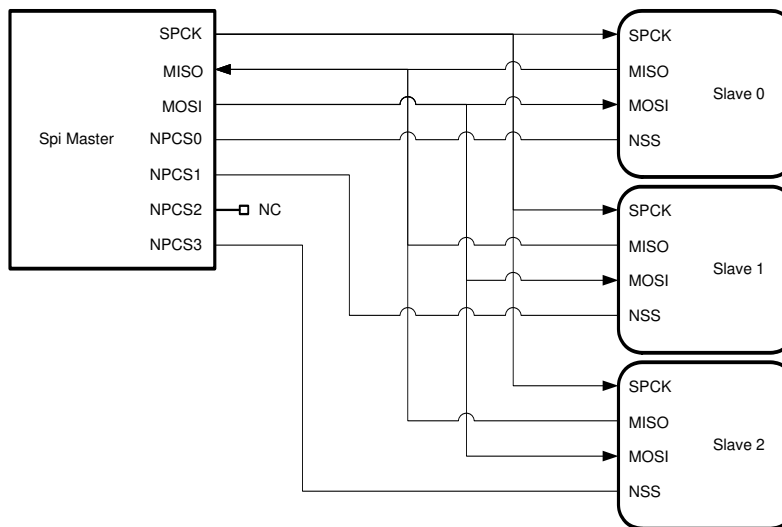 SPCK
MISO
MOSI
Spi Master
NPCS0
NPCS1
NPCS2
NC
NPCS3
SPCK
MISO
MOSI
Slave 0
NSS
SPCK
MISO
Slave 1
MOSI
NSS
SPCK
MISO
Slave 2
MOSI
NSS